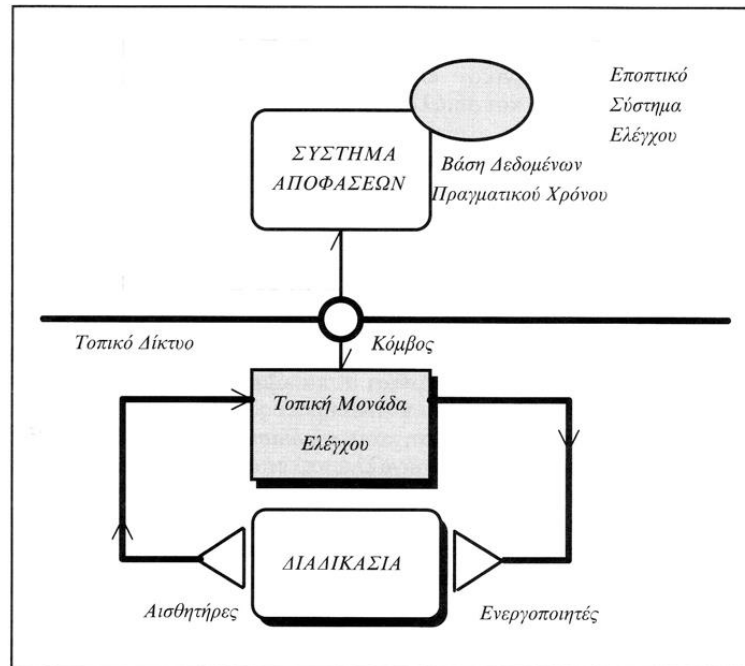 Εποπτικό
Σύστημα
Ελέγχου
ΣΥΣΤΗΜΑ
ΑΠΟΦΑΣΕΩΝ
Βάση Δεδομένων
Πραγματικού Χρόνου
Τοπικό Δίκτυο
Κόμβος
Τοπική Μονάδα
Ελέγχου
ΔΙΑΔΙΚΑΣΙΑ
Αισθητήρες
Ενεργοποιητές